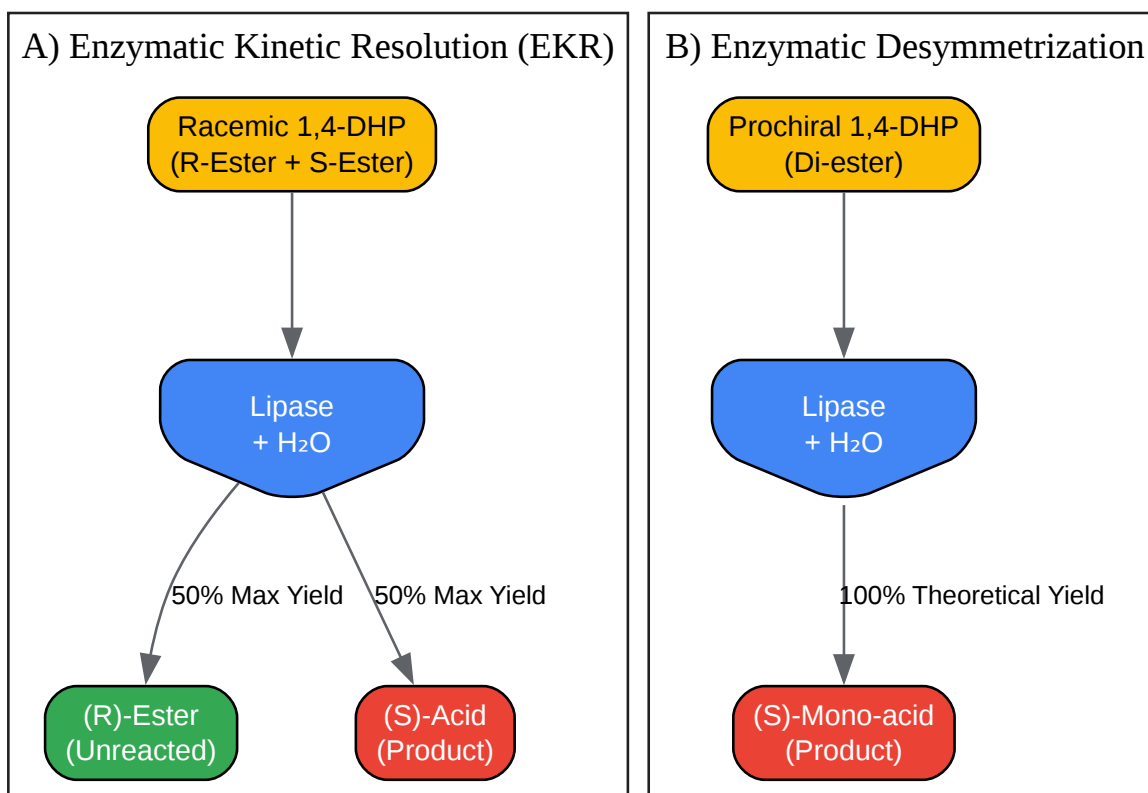 A) Enzymatic Kinetic Resolution (EKR)
Racemic 1,4-DHP
(R-Ester + S-Ester)
Lipase
+ H₂O
50% Max Yield
50% Max Yield
(R)-Ester
(Unreacted)
(S)-Acid
(Product)
B) Enzymatic Desymmetrization
Prochiral 1,4-DHP
(Di-ester)
Lipase
+ H₂O
100% Theoretical Yield
(S)-Mono-acid
(Product)